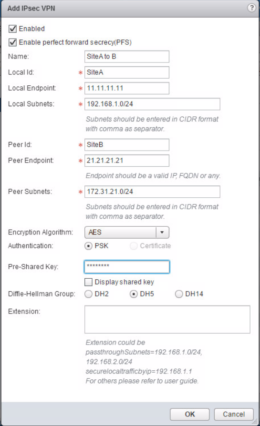 Add IPsec VPN
Enabled
Enable perfect forward secrecy(PFS)
Name: SiteA to B
Local Id: * SiteA
Local Endpoint: * 11.11.11.11
Local Subnets: * 192.168.1.0/24
Subnets should be entered in CIDR format
with comma as separator.
Peer Id: * SiteB
Peer Endpoint: * 21.21.21.21
Endpoint should be a valid IP, FQDN or any.
Peer Subnets: * 172.31.21.0/24
Subnets should be entered in CIDR format
with comma as separator.
Encryption Algorithm: AES
Authentication: PSK Certificate
Pre-Shared Key: ********
Display shared key
Diffie-Hellman Group: DH2 DH5 DH14
Extension:
Extension could be
passthroughSubnets=192.168.1.0/24,
192.168.2.0/24
securelocaltrafficbyip=192.168.1.1
For others please refer to user guide
OK Cancel